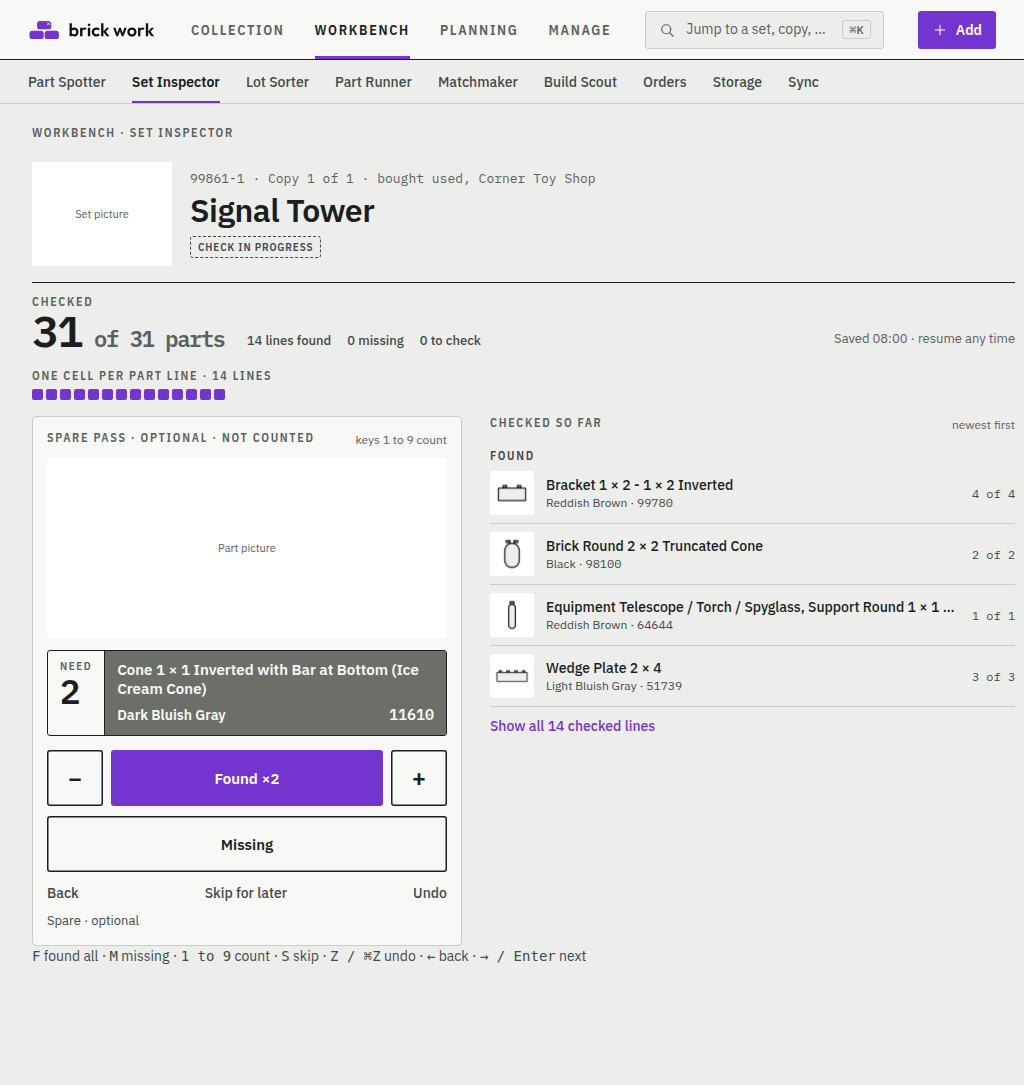 brick work
COLLECTION
WORKBENCH
PLANNING
MANAGE
Jump to a set, copy, ...
⌘K
+ Add
Part Spotter
Set Inspector
Lot Sorter
Part Runner
Matchmaker
Build Scout
Orders
Storage
Sync
WORKBENCH · SET INSPECTOR
Set picture
99861-1 · Copy 1 of 1 · bought used, Corner Toy Shop
Signal Tower
CHECK IN PROGRESS
CHECKED
31 of 31 parts
14 lines found
0 missing
0 to check
Saved 08:00 · resume any time
ONE CELL PER PART LINE · 14 LINES
SPARE PASS · OPTIONAL · NOT COUNTED
keys 1 to 9 count
Part picture
NEED
2
Cone 1 × 1 Inverted with Bar at Bottom (Ice
Cream Cone)
Dark Bluish Gray
11610
−
Found ×2
+
Missing
Back
Skip for later
Undo
Spare · optional
CHECKED SO FAR
newest first
FOUND
Bracket 1 × 2 - 1 × 2 Inverted
Reddish Brown · 99780
4 of 4
Brick Round 2 × 2 Truncated Cone
Black · 98100
2 of 2
Equipment Telescope / Torch / Spyglass, Support Round 1 × 1 ...
Reddish Brown · 64644
1 of 1
Wedge Plate 2 × 4
Light Bluish Gray · 51739
3 of 3
Show all 14 checked lines
F found all · M missing · 1 to 9 count · S skip · Z / ⌘Z undo · ← back · → / Enter next